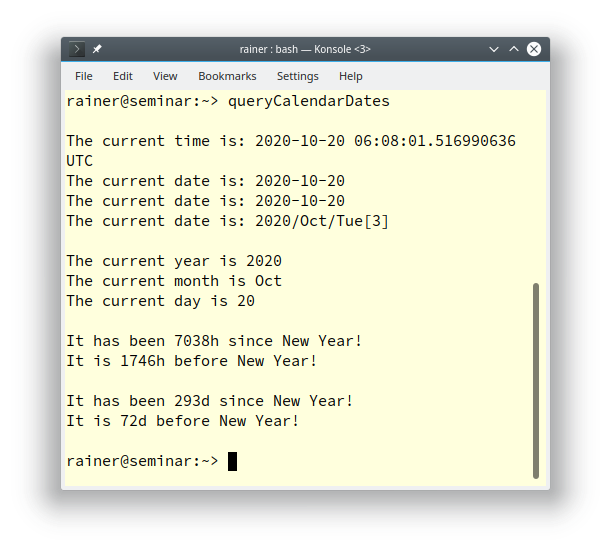 rainer : bash — Konsole <3>
File Edit View Bookmarks Settings Help
rainer@seminar:~> queryCalendarDates
The current time is: 2020-10-20 06:08:01.516990636
UTC
The current date is: 2020-10-20
The current date is: 2020-10-20
The current date is: 2020/Oct/Tue[3]
The current year is 2020
The current month is Oct
The current day is 20
It has been 7038h since New Year!
It is 1746h before New Year!
It has been 293d since New Year!
It is 72d before New Year!
rainer@seminar:~>